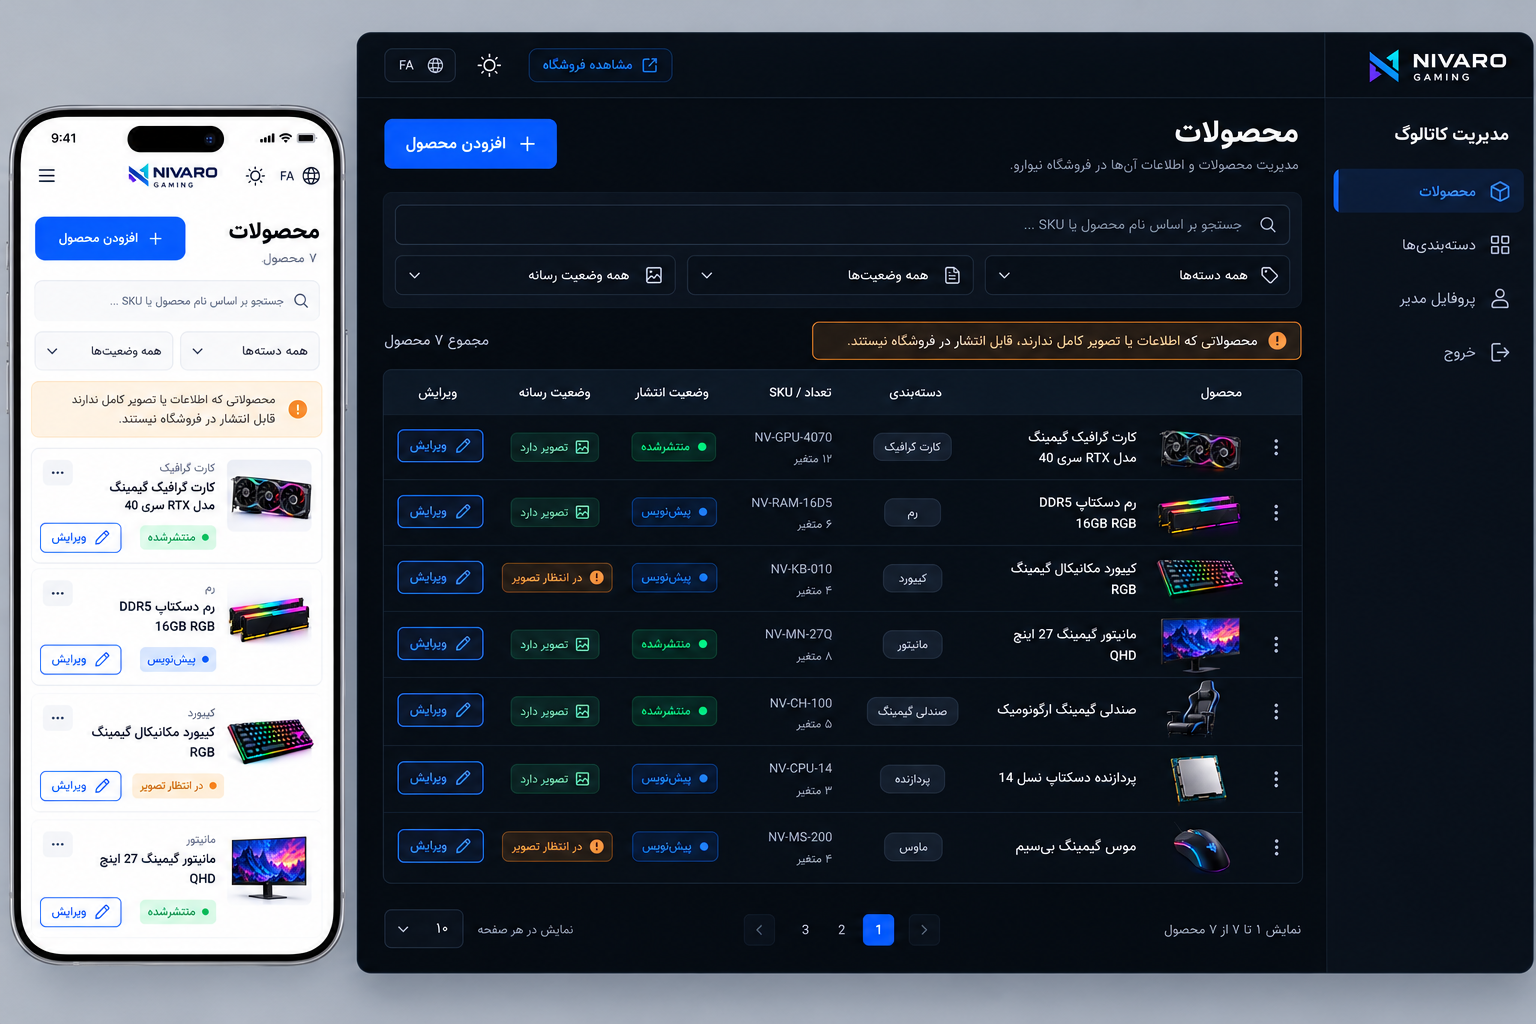 9:41
NIVARO
GAMING
FA
محصولات
۷ محصول.
افزودن محصول
جستجو بر اساس نام محصول یا SKU ...
همه دسته‌ها
همه وضعیت‌ها
محصولاتی که اطلاعات یا تصویر کامل ندارند
قابل انتشار در فروشگاه نیستند.
کارت گرافیک
کارت گرافیک گیمینگ
مدل RTX سری 40
منتشرشده
ویرایش
رم
رم دسکتاپ DDR5
16GB RGB
پیش‌نویس
ویرایش
کیبورد
کیبورد مکانیکال گیمینگ
RGB
در انتظار تصویر
ویرایش
مانیتور
مانیتور گیمینگ 27 اینچ
QHD
منتشرشده
ویرایش
NIVARO
GAMING
مشاهده فروشگاه
FA
مدیریت کاتالوگ
محصولات
دسته‌بندی‌ها
پروفایل مدیر
خروج
محصولات
مدیریت محصولات و اطلاعات آن‌ها در فروشگاه نیوارو.
افزودن محصول
جستجو بر اساس نام محصول یا SKU ...
همه دسته‌ها
همه وضعیت‌ها
همه وضعیت رسانه
محصولاتی که اطلاعات یا تصویر کامل ندارند، قابل انتشار در فروشگاه نیستند.
مجموع ۷ محصول
محصول دسته‌بندی تعداد / SKU وضعیت انتشار وضعیت رسانه ویرایش
کارت گرافیک گیمینگ
مدل RTX سری 40
کارت گرافیک
NV-GPU-4070
۱۲ متغیر
منتشرشده
تصویر دارد
ویرایش
رم دسکتاپ DDR5
16GB RGB
رم
NV-RAM-16D5
۶ متغیر
پیش‌نویس
تصویر دارد
ویرایش
کیبورد مکانیکال گیمینگ
RGB
کیبورد
NV-KB-010
۴ متغیر
پیش‌نویس
در انتظار تصویر
ویرایش
مانیتور گیمینگ 27 اینچ
QHD
مانیتور
NV-MN-27Q
۸ متغیر
منتشرشده
تصویر دارد
ویرایش
صندلی گیمینگ ارگونومیک
صندلی گیمینگ
NV-CH-100
۵ متغیر
منتشرشده
تصویر دارد
ویرایش
پردازنده دسکتاپ نسل 14
پردازنده
NV-CPU-14
۳ متغیر
پیش‌نویس
تصویر دارد
ویرایش
موس گیمینگ بی‌سیم
ماوس
NV-MS-200
۴ متغیر
پیش‌نویس
در انتظار تصویر
ویرایش
نمایش ۱ تا ۷ از ۷ محصول
1 2 3
نمایش در هر صفحه
۱۰